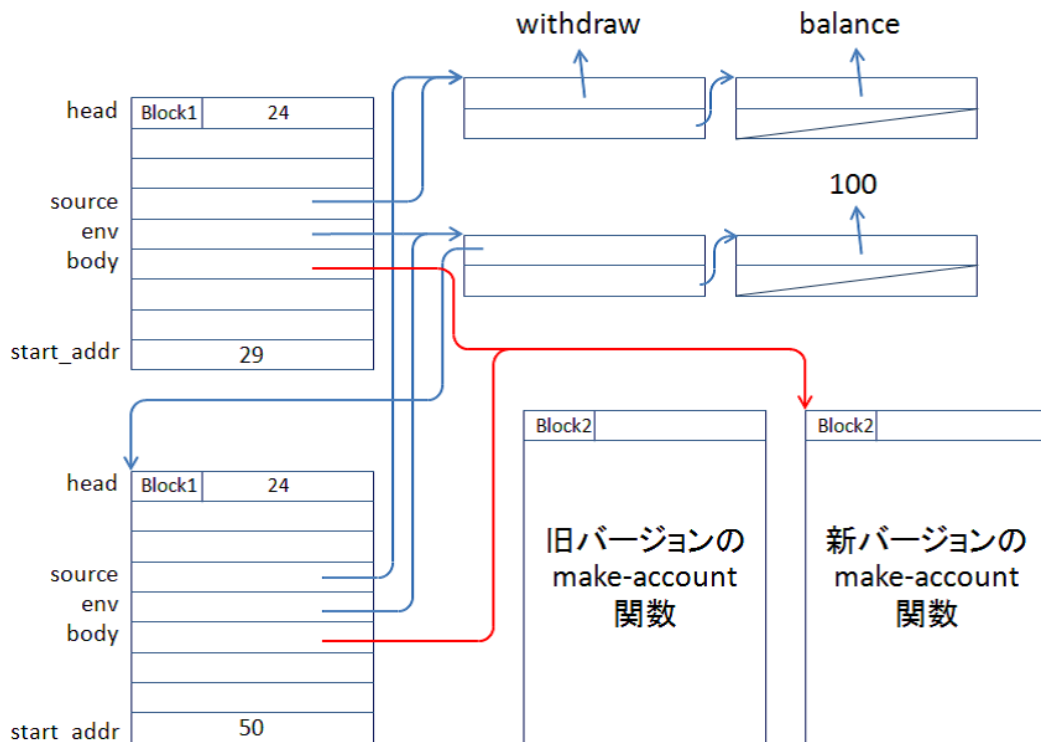 withdraw
balance
head
Block1
24
source
env
body
start_addr
29
100
head
Block1
24
source
env
body
start_addr
50
Block2
旧バージョンの
make-account
関数
Block2
新バージョンの
make-account
関数